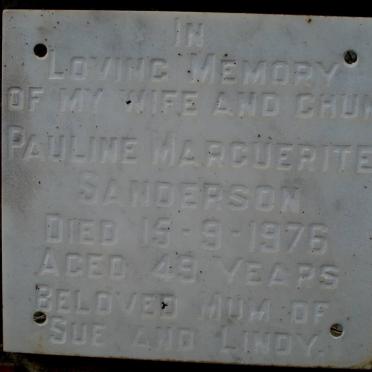 IN
LOVING MEMORY
OF MY WIFE AND CHUM
PAULINE MARGUERITE
SANDERSON
DIED 15-9-1976
AGED 49 YEARS
BELOVED MUM OF
SUE AND LINDY.